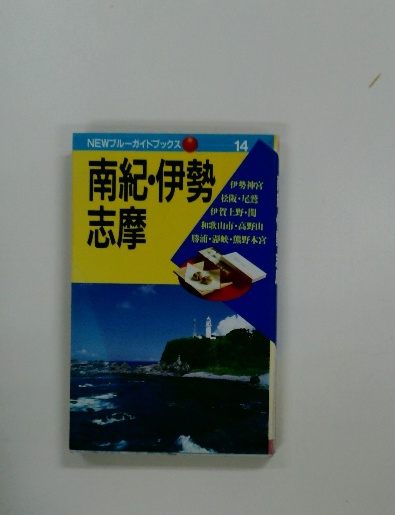 NEWブルーガイドブックス 14
南紀・伊勢
志摩
伊勢神宮
松阪・尾鷲
伊賀上野・関
和歌山市・高野山
勝浦・瀞峡・熊野本宮